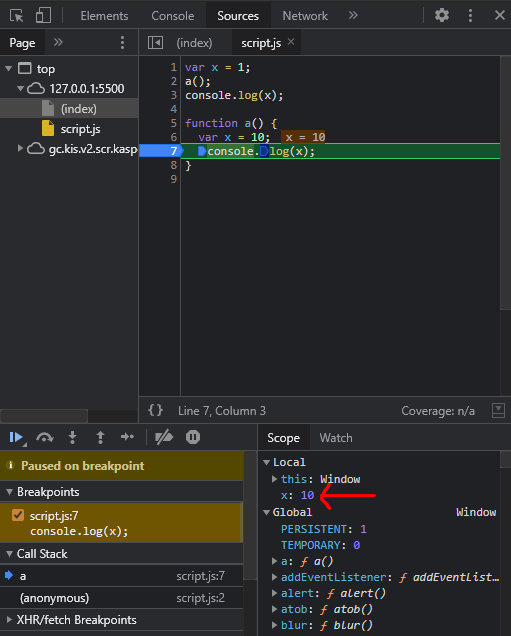 Elements Console Sources Network
Page (index) script.js
top
127.0.0.1:5500
(index)
script.js
gc.kis.v2.scr.kasp
1 var x = 1;
2 a();
3 console.log(x);
4
5 function a() {
6 var x = 10; x = 10
7 console.log(x);
8 }
9
{} Line 7, Column 3 Coverage: n/a
Scope Watch
Paused on breakpoint
Breakpoints
script.js:7
console.log(x);
Call Stack
a script.js:7
(anonymous) script.js:2
XHR/fetch Breakpoints
Local
this: Window
x: 10
Global Window
PERSISTENT: 1
TEMPORARY: 0
a: ƒ a()
addEventListener: ƒ addEventList...
alert: ƒ alert()
atob: ƒ atob()
blur: ƒ blur()